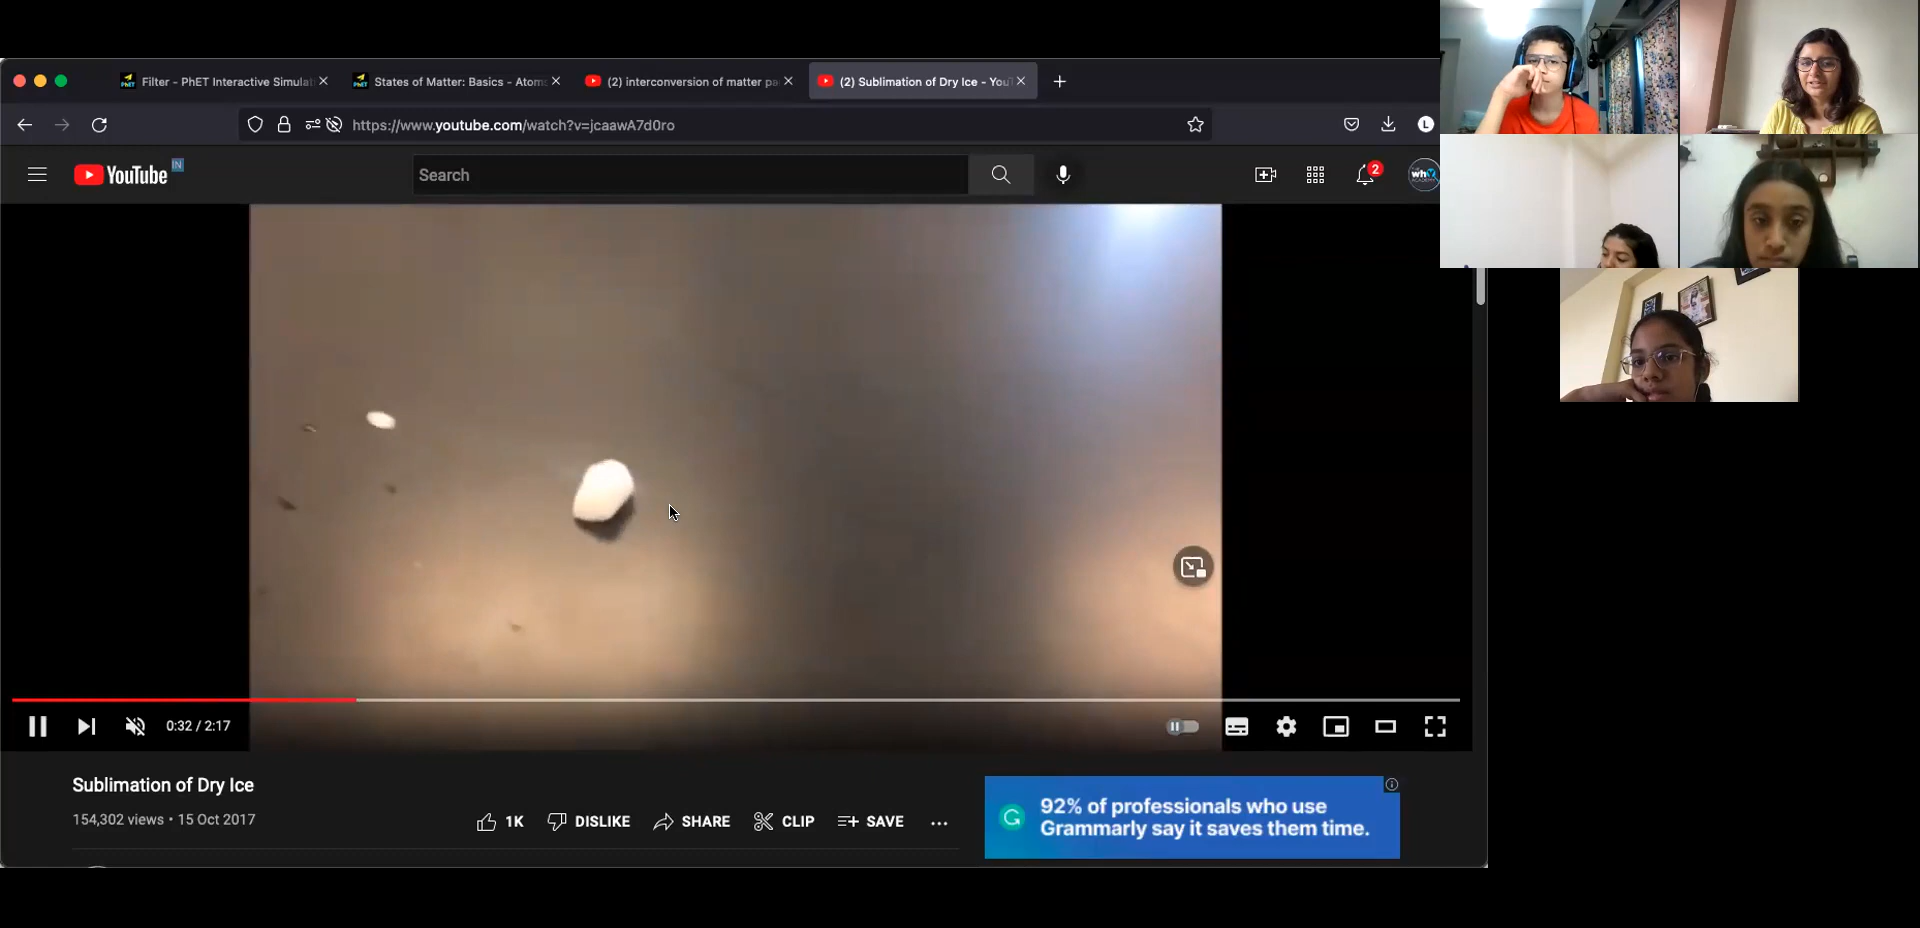 Filter - PhET Interactive Simulat
States of Matter: Basics - Atom
(2) interconversion of matter pa
(2) Sublimation of Dry Ice - You
https://www.youtube.com/watch?v=jcaawA7d0ro
L
YouTube IN
Search
2
why
0:32 / 2:17
Sublimation of Dry Ice
154,302 views • 15 Oct 2017
1K DISLIKE SHARE CLIP SAVE
92% of professionals who use
Grammarly say it saves them time.